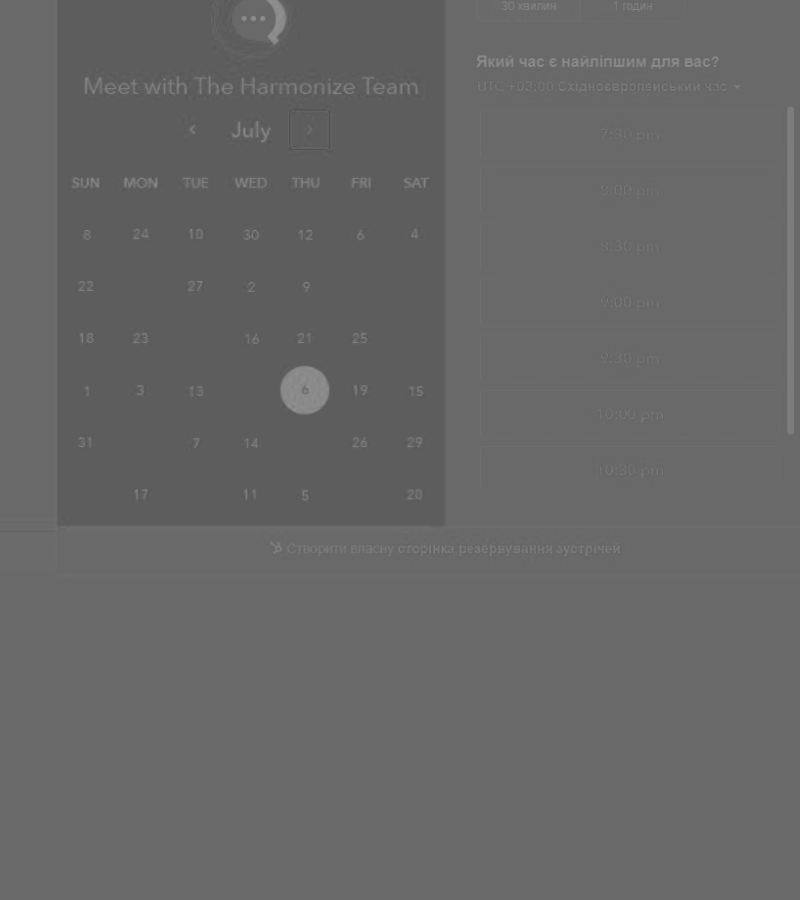 30 хвилин 1 годин
Meet with The Harmonize Team
July
SUN MON TUE WED THU FRI SAT
8 24 10 30 12 6 4
22 27 2 9
18 23 16 21 25
1 3 13 6 19 15
31 7 14 26 29
17 11 5 20
Який час є найліпшим для вас?
UTC +03:00 Східноєвропейський час
7:30 pm
8:00 pm
8:30 pm
9:00 pm
9:30 pm
10:00 pm
10:30 pm
Створити власну сторінка резервування зустрічей